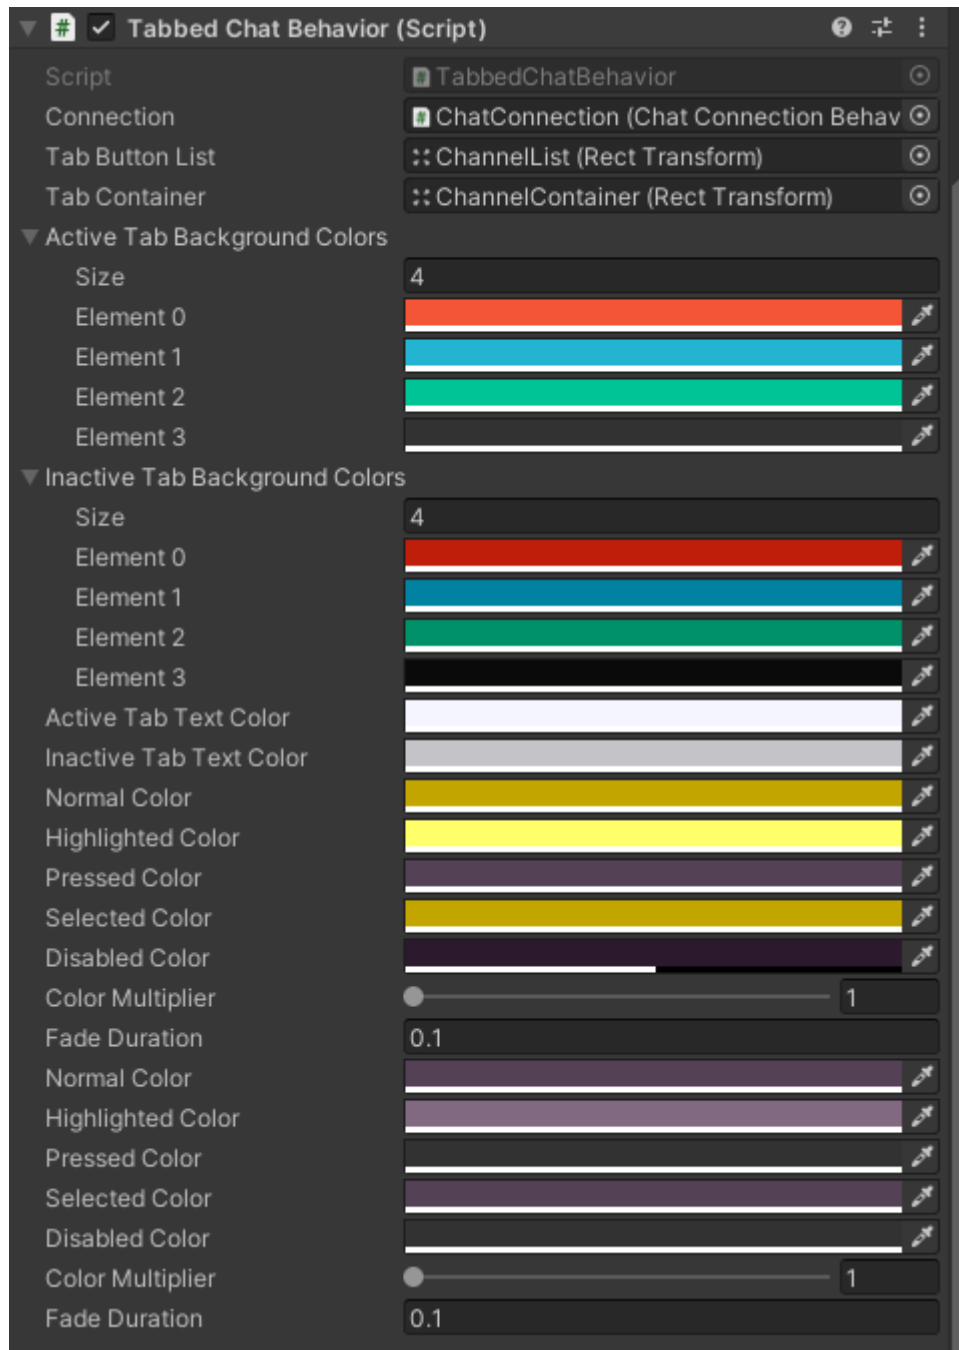 Tabbed Chat Behavior (Script)
Script TabbedChatBehavior
Connection ChatConnection (Chat Connection Behav
Tab Button List ChannelList (Rect Transform)
Tab Container ChannelContainer (Rect Transform)
Active Tab Background Colors
Size 4
Element 0
Element 1
Element 2
Element 3
Inactive Tab Background Colors
Size 4
Element 0
Element 1
Element 2
Element 3
Active Tab Text Color
Inactive Tab Text Color
Normal Color
Highlighted Color
Pressed Color
Selected Color
Disabled Color
Color Multiplier 1
Fade Duration 0.1
Normal Color
Highlighted Color
Pressed Color
Selected Color
Disabled Color
Color Multiplier 1
Fade Duration 0.1